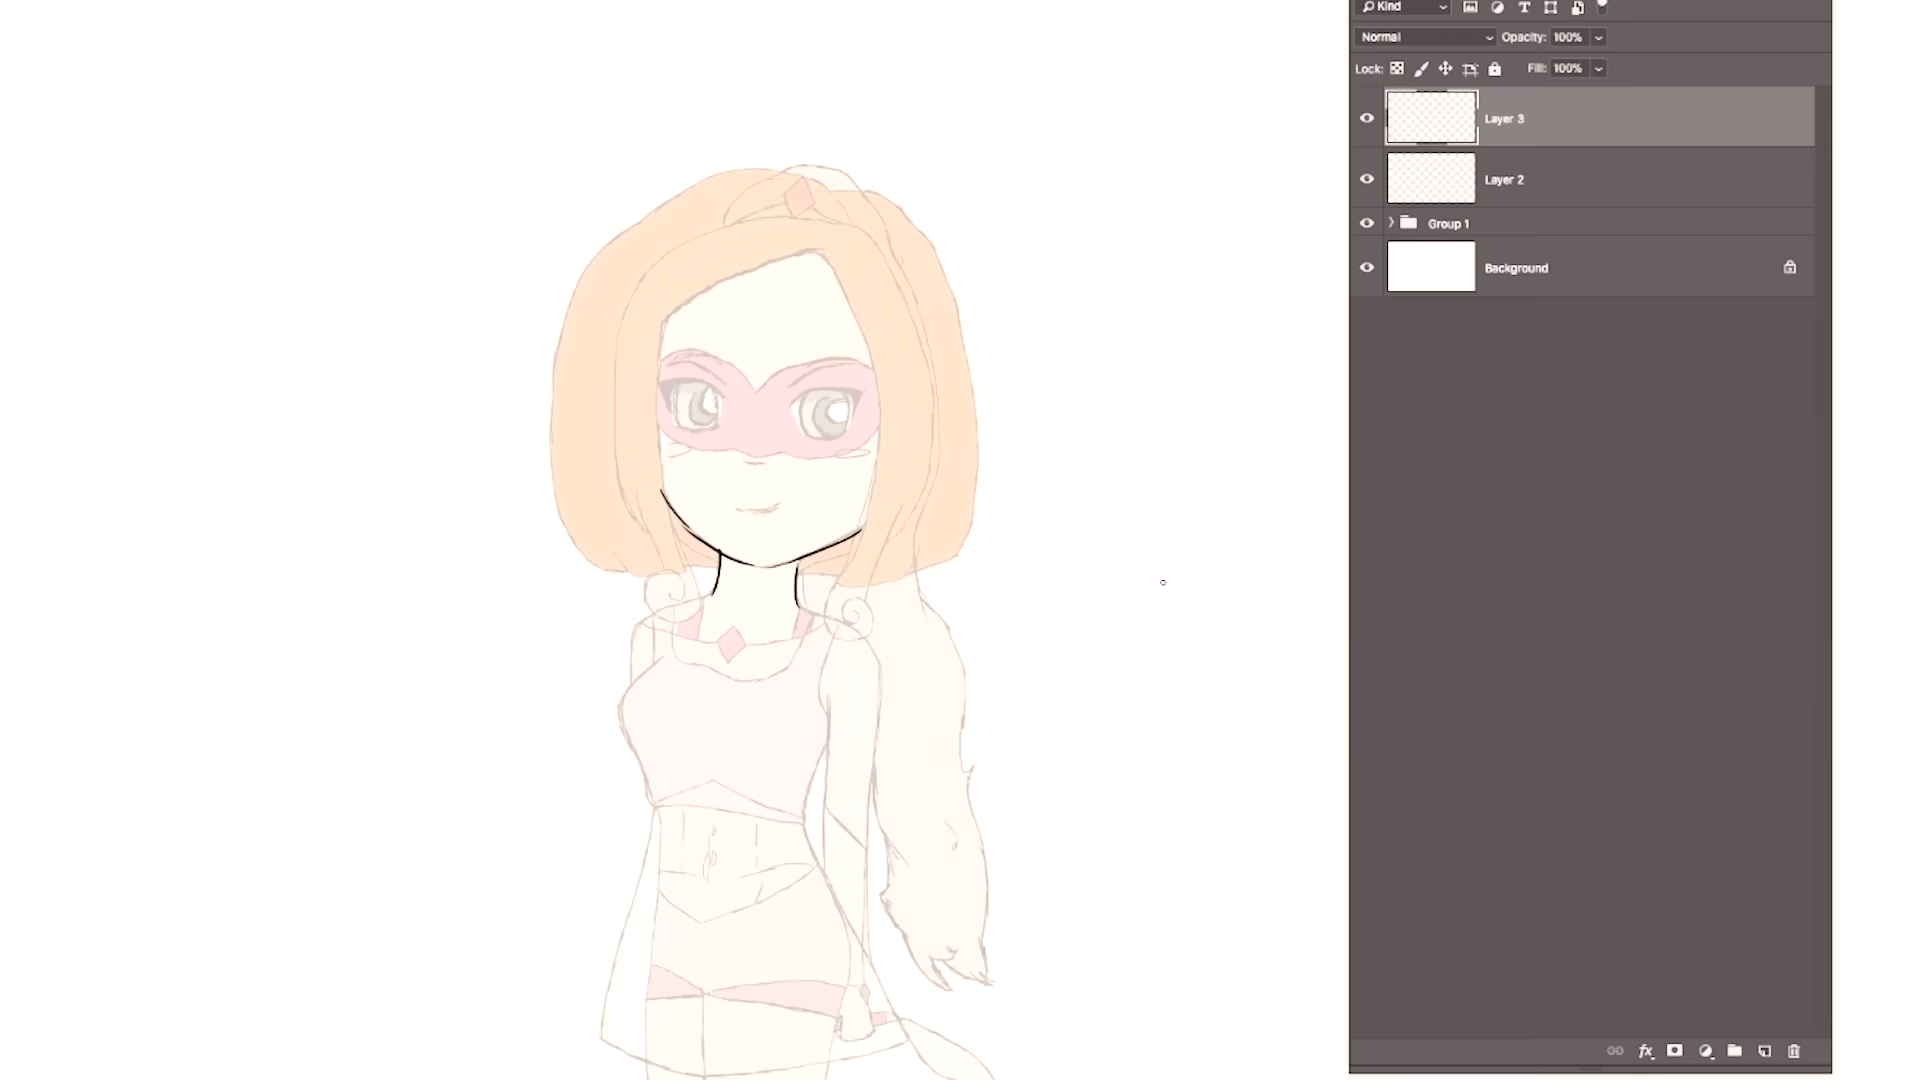 Kind
Normal Opacity: 100%
Lock: Fill: 100%
Layer 3
Layer 2
Group 1
Background
fx